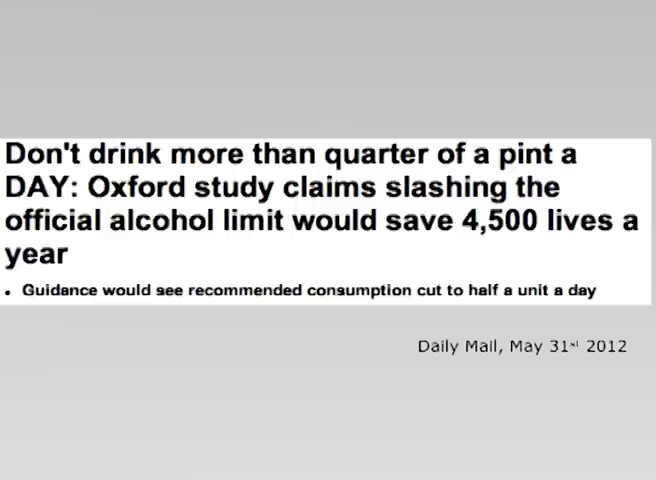 Don't drink more than quarter of a pint a
DAY: Oxford study claims slashing the
official alcohol limit would save 4,500 lives a
year
• Guidance would see recommended consumption cut to half a unit a day
Daily Mail, May 31st 2012